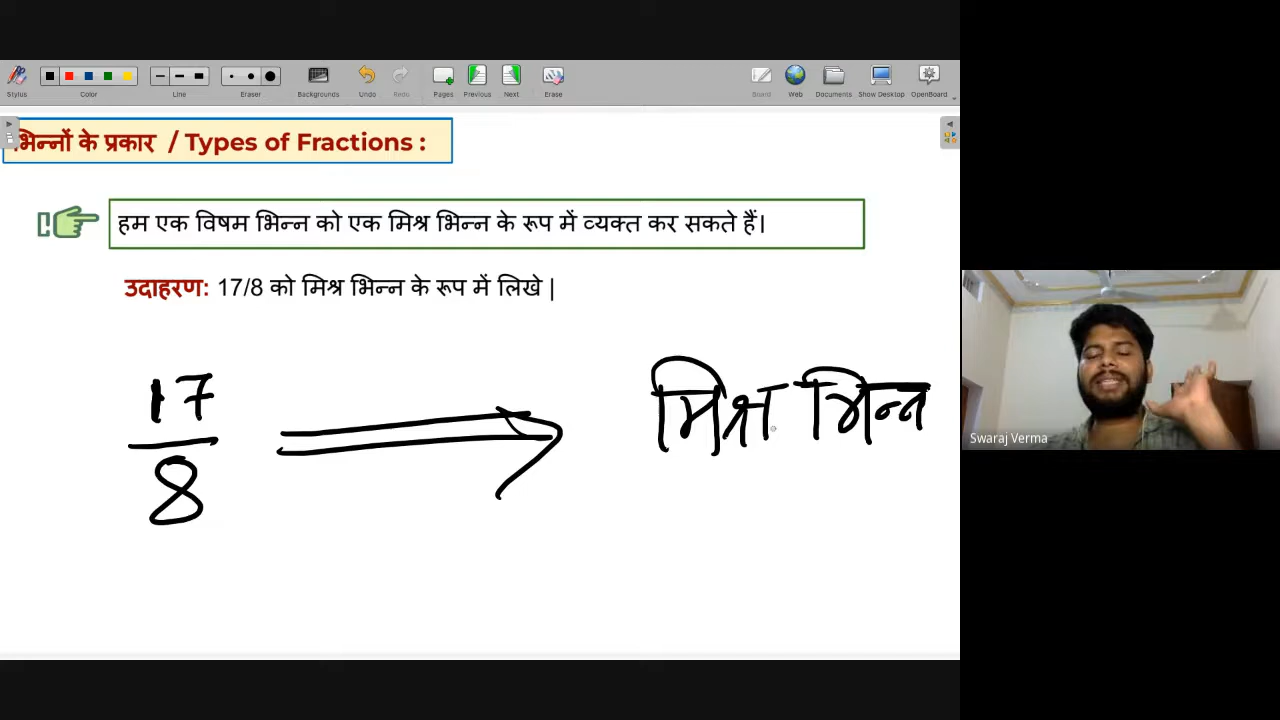 Stylus
Color
Line
Eraser
Backgrounds
Undo
Redo
Pages
Previous
Next
Erase
Board
Web
Documents
Show Desktop
OpenBoard
भिन्नों के प्रकार / Types of Fractions :
हम एक विषम भिन्न को एक मिश्र भिन्न के रूप में व्यक्त कर सकते हैं।
उदाहरण: 17/8 को मिश्र भिन्न के रूप में लिखे |
17
8
मिश्र भिन्न
Swaraj Verma